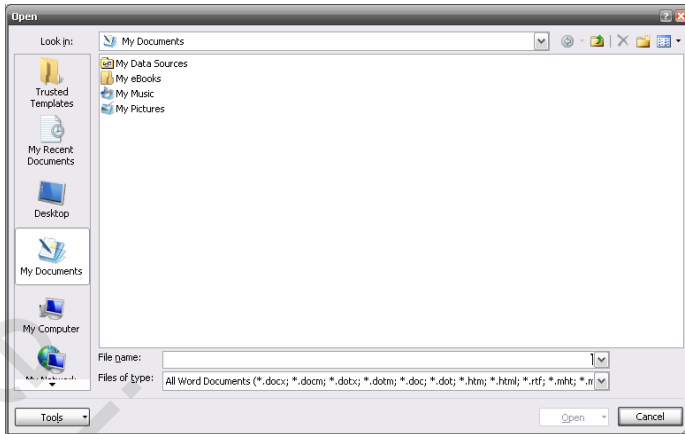 Open
Look in:
My Documents
My Data Sources
My eBooks
My Music
My Pictures
Trusted
Templates
My Recent
Documents
Desktop
My Documents
My Computer
File name:
Files of type:
All Word Documents (*.docx; *.docm; *.dotx; *.dotm; *.doc; *.dot; *.htm; *.html; *.rtf; *.mht;
Tools
Open
Cancel